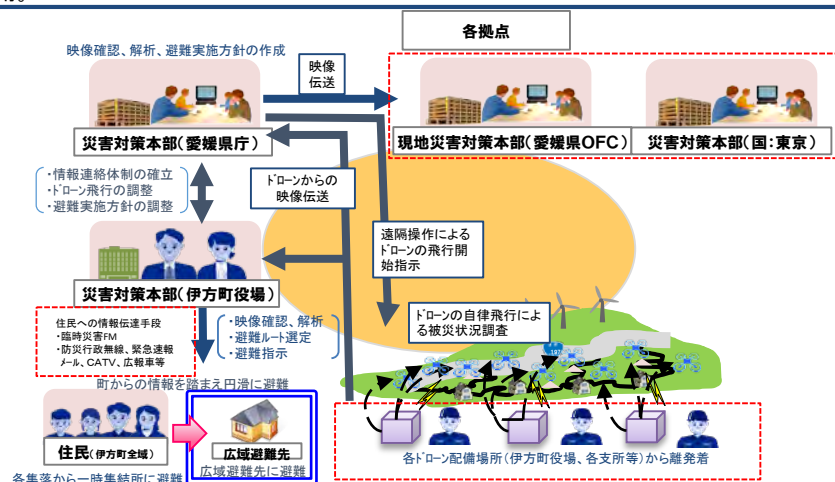 各拠点
映像確認、解析、避難実施方針の作成
映像
伝送
災害対策本部(愛媛県庁)
現地災害対策本部(愛媛県OFC)
災害対策本部(国:東京)
・情報連絡体制の確立
・ドローン飛行の調整
・避難実施方針の調整
ドローンからの
映像伝送
遠隔操作による
ドローンの飛行開
始指示
災害対策本部(伊方町役場)
ドローンの自律飛行によ
る被災状況調査
住民への情報伝達手段
・臨時災害FM
・防災行政無線、緊急速報
メール、CATV、広報車等
・映像確認、解析
・避難ルート選定
・避難指示
町からの情報を踏まえ円滑に避難
住民(伊方町全域)
広域避難先
広域避難先に避難
各集落から一時集結所に避難
各ドローン配備場所(伊方町役場、各支所等)から離発着